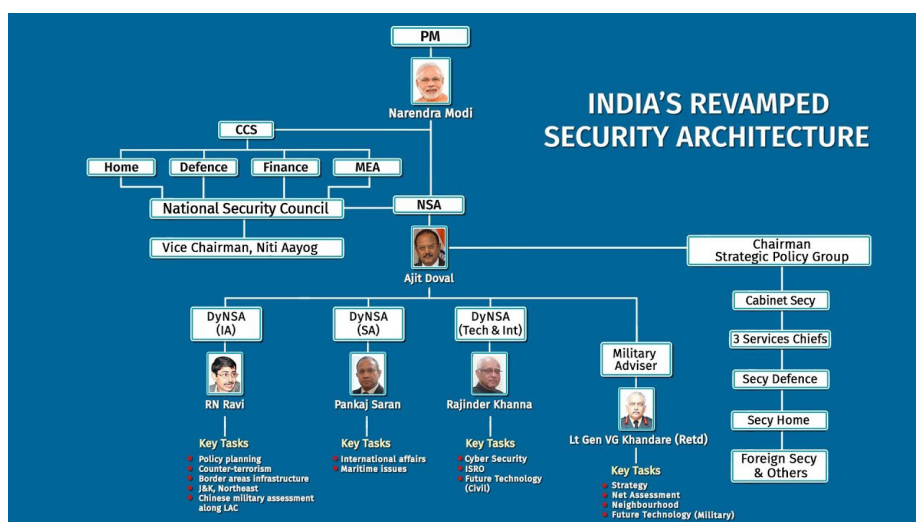 PM
Narendra Modi
INDIA'S REVAMPED
SECURITY ARCHITECTURE
CCS
Home
Defence
Finance
MEA
National Security Council
NSA
Vice Chairman, Niti Aayog
Ajit Doval
Chairman
Strategic Policy Group
Cabinet Secy
3 Services Chiefs
Secy Defence
Secy Home
Foreign Secy
& Others
DyNSA
(IA)
RN Ravi
Key Tasks
Policy planning
Counter-terrorism
Border areas infrastructure
J&K, Northeast
Chinese military assessment
along LAC
DyNSA
(SA)
Pankaj Saran
Key Tasks
International affairs
Maritime issues
DyNSA
(Tech & Int)
Rajinder Khanna
Key Tasks
Cyber Security
ISRO
Future Technology
(Civil)
Military
Adviser
Lt Gen VG Khandare (Retd)
Key Tasks
Strategy
Net Assessment
Neighbourhood
Future Technology (Military)